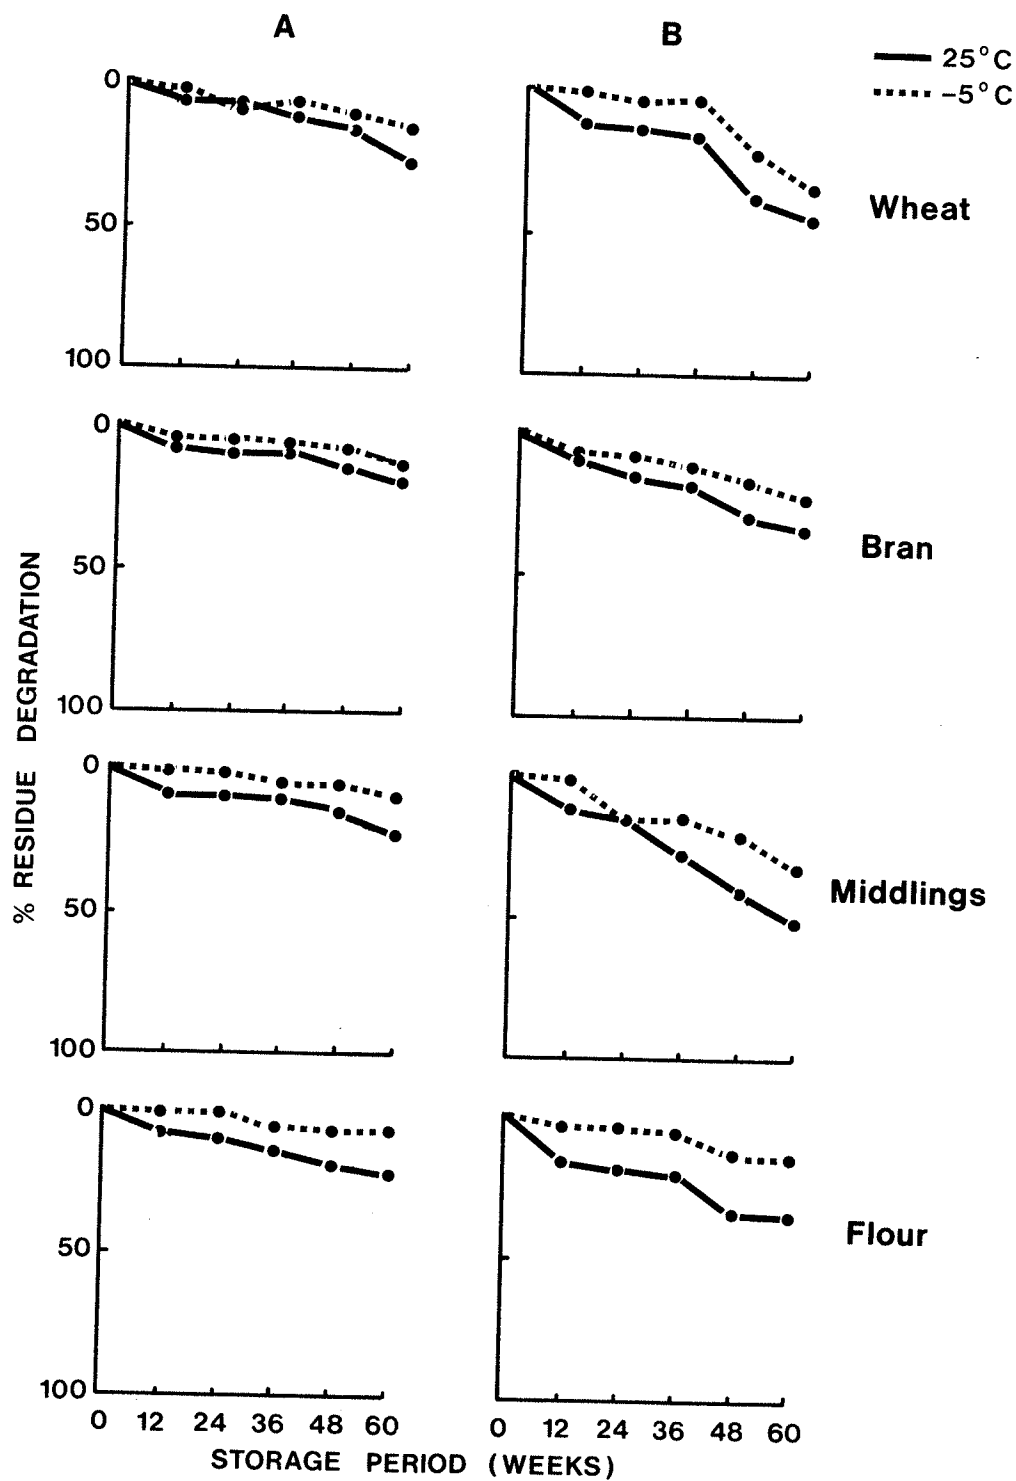 A
B
25°C
-5°C
0
50
100
Wheat
0
50
100
Bran
0
50
100
Middlings
0
50
100
Flour
0 12 24 36 48 60
0 12 24 36 48 60
% RESIDUE DEGRADATION
STORAGE PERIOD (WEEKS)